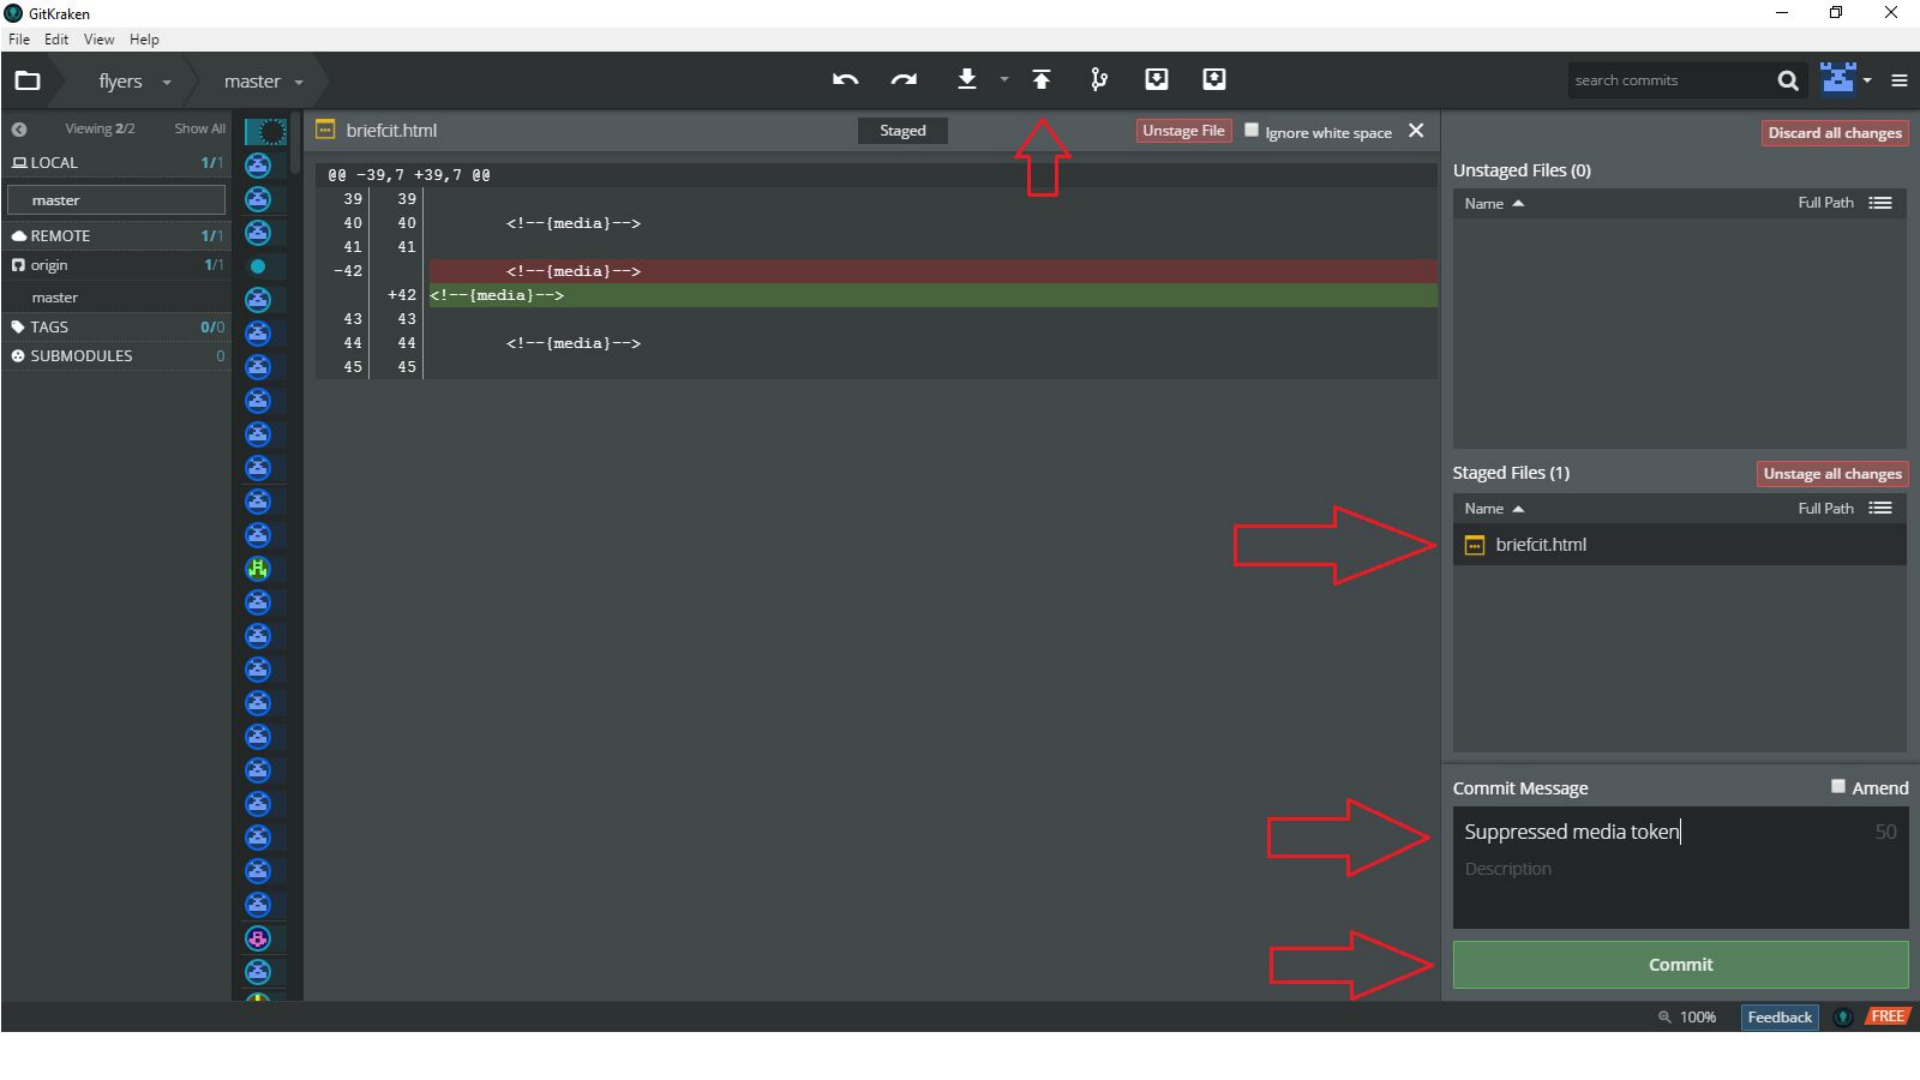 GitKraken
File Edit View Help
flyers master search commits
Viewing 2/2 Show All
LOCAL 1/1
master
REMOTE 1/1
origin 1/1
master
TAGS 0/0
SUBMODULES 0
briefcit.html Staged Unstage File Ignore white space
@@ -39,7 +39,7 @@
39 39
40 40 <!--{media}-->
41 41
-42 <!--{media}-->
+42 <!--{media}-->
43 43
44 44 <!--{media}-->
45 45
Discard all changes
Unstaged Files (0)
Name Full Path
Staged Files (1) Unstage all changes
Name Full Path
briefcit.html
Commit Message Amend
Suppressed media token 50
Description
Commit
100% Feedback FREE